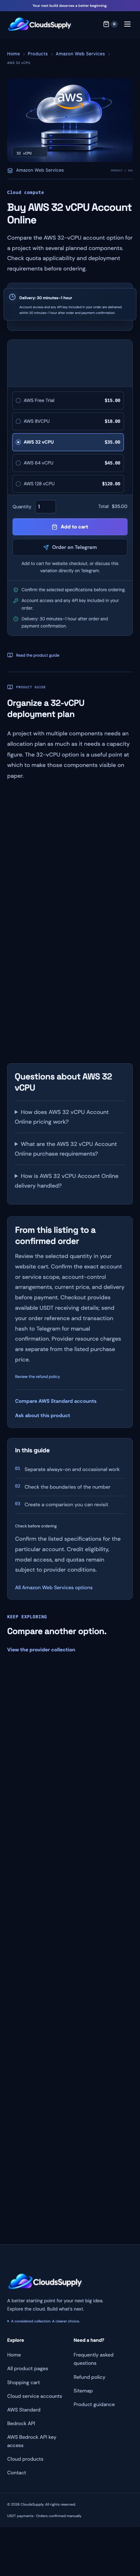 Your next build deserves a better beginning.
CloudsSupply
0
Home > Products > Amazon Web Services >
AWS 32 vCPU
aws
32 vCPU
Amazon Web Services
Cloud compute
Buy AWS 32 vCPU Account
Online
Compare the AWS 32-vCPU account option
for a project with several components.
Check quota, capacity and disposable
requirements before ordering.
Delivery: 30 minutes–1 hour
Account access and any API key included in your order are delivered
within 30 minutes–1 hour after order and payment confirmation.
AWS Free Trial $15.00
AWS 8VCPU $18.00
AWS 32 vCPU $35.00
AWS 64 vCPU $45.00
AWS 128 vCPU $120.00
Quantity 1 Total $35.00
Add to cart
Order on Telegram
Add to cart for website checkout, or discuss this
variation directly on Telegram.
Confirm the selected specifications before ordering.
Account access and any API key included in your
order.
Delivery: 30 minutes–1 hour after order and
payment confirmation.
Read the product guide
PRODUCT GUIDE
Organize a 32-vCPU
deployment plan
A project with multiple components needs an
allocation plan as much as it needs a capacity
figure. The 32-vCPU option is a useful point at
which to make those components visible on
paper.
Questions about AWS 32
vCPU
▶ How does AWS 32 vCPU Account
Online pricing work?
▶ What are the AWS 32 vCPU Account
Online purchase requirements?
▶ How is AWS 32 vCPU Account Online
delivery handled?
From this listing to a
confirmed order
Review the selected quantity in your
website cart. Confirm the exact account
or service scope, account-control
arrangements, current price, and delivery
before payment. Checkout provides
available USDT receiving details; send
your order reference and transaction
hash to Telegram for manual
confirmation. Provider resource charges
are separate from the listed purchase
price.
Review the refund policy
Compare AWS Standard accounts
Ask about this product
In this guide
01 Separate always-on and occasional work
02 Check the boundaries of the number
03 Create a comparison you can revisit
Check before ordering
Confirm the listed specifications for the
particular account. Credit eligibility,
model access, and quotas remain
subject to provider conditions.
All Amazon Web Services options
KEEP EXPLORING
Compare another option.
View the provider collection
CloudsSupply
A better starting point for your next big idea.
Explore the cloud. Build what's next.
A considered collection. A clearer choice.
Explore
Home
All product pages
Shopping cart
Cloud service accounts
AWS Standard
Bedrock API
AWS Bedrock API key
access
Cloud products
Contact
Need a hand?
Frequently asked
questions
Refund policy
Sitemap
Product guidance
© 2026 CloudsSupply. All rights reserved.
USDT payments · Orders confirmed manually